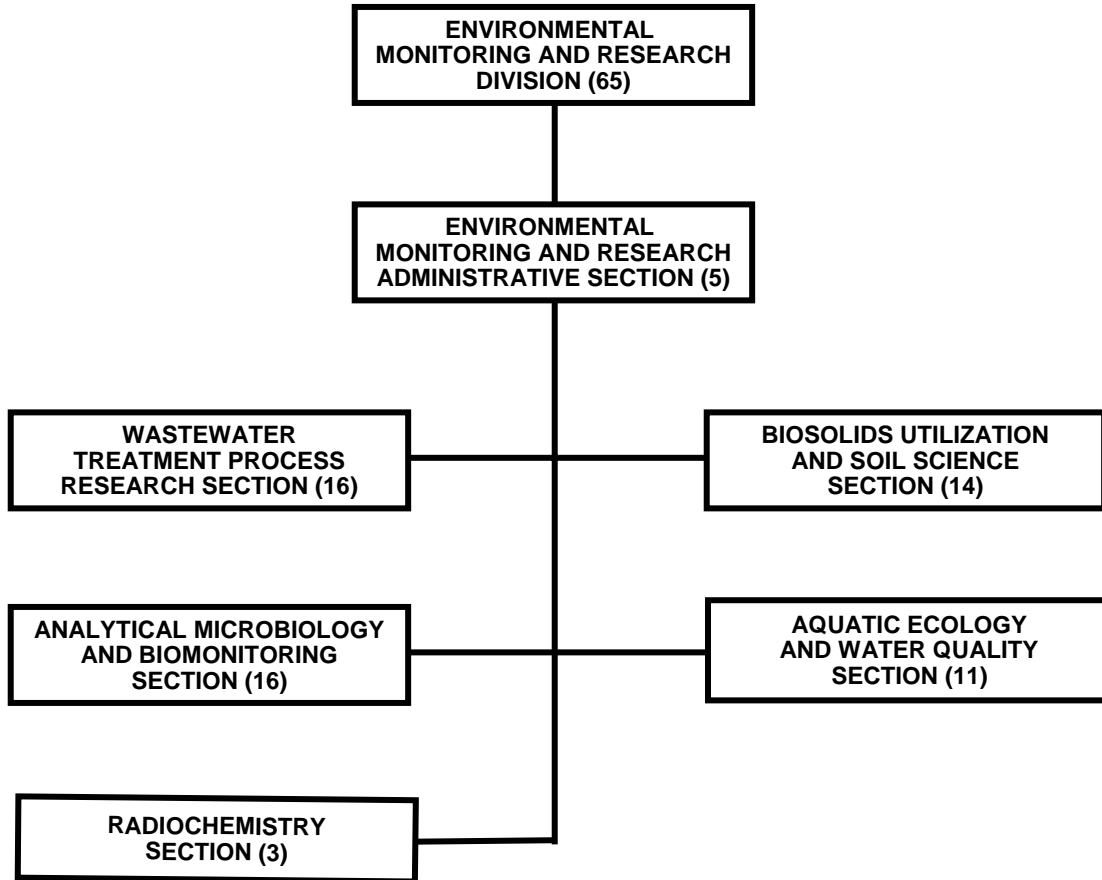 ENVIRONMENTAL
MONITORING AND RESEARCH
DIVISION (65)
ENVIRONMENTAL
MONITORING AND RESEARCH
ADMINISTRATIVE SECTION (5)
WASTEWATER
TREATMENT PROCESS
RESEARCH SECTION (16)
BIOSOLIDS UTILIZATION
AND SOIL SCIENCE
SECTION (14)
ANALYTICAL MICROBIOLOGY
AND BIOMONITORING
SECTION (16)
AQUATIC ECOLOGY
AND WATER QUALITY
SECTION (11)
RADIOCHEMISTRY
SECTION (3)